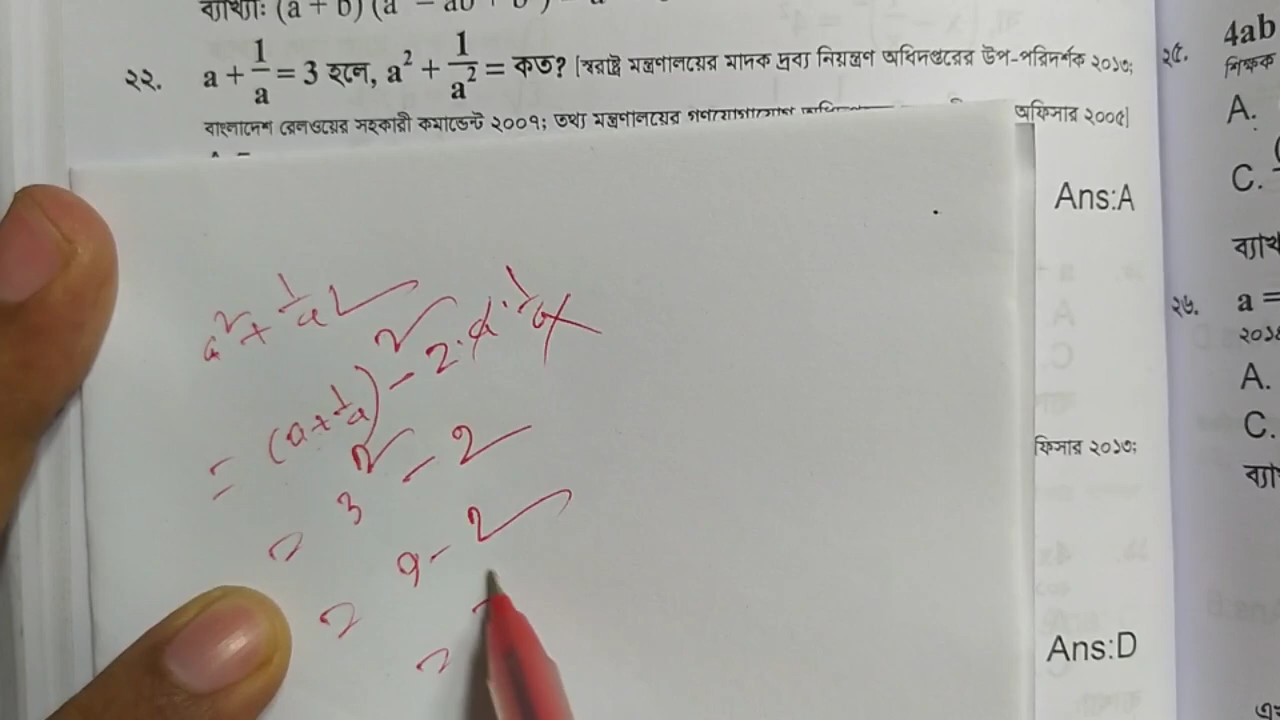 ব্যাখ্যাঃ (a + b) (a
২২. a + 1/a = 3 হলে, a² + 1/a² = কত? [স্বরাষ্ট্র মন্ত্রণালয়ের মাদক দ্রব্য নিয়ন্ত্রণ অধিদপ্তরের উপ-পরিদর্শক ২০১৩;
বাংলাদেশ রেলওয়ের সহকারী কমান্ডেন্ট ২০০৭; তথ্য মন্ত্রণালয়ের অফিসার ২০০৫]
Ans:A
a² + 1/a²
= (a + 1/a)² - 2.a.1/a
= 3² - 2
= 9 - 2
=
ফিসার ২০১৩;
Ans:D
২৫. 4ab
শিক্ষক
A.
C.
ব্যাখ
২৬. a =
২০১
A.
C.
ব্যা